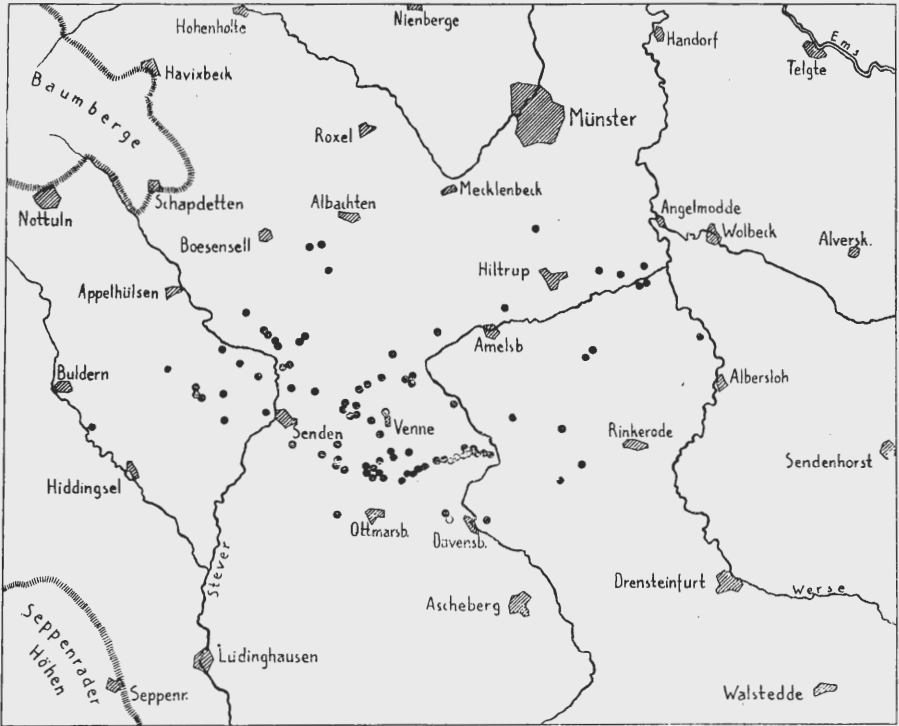 Hohenholte
Nienberge
Handorf
Ems
Telgte
Havixbeck
Baumberge
Münster
Roxel
Mecklenbeck
Schapdetten
Nottuln
Albachten
Angelmodde
Wolbeck
Boesensell
Alversk.
Hiltrup
Appelhülsen
Amelsb
Buldern
Albersloh
Senden
Venne
Rinkerode
Sendenhorst
Hiddingsel
Ottmarsb.
Davensb.
Stever
Drensteinfurt
Werse
Ascheberg
Seppenrader
Höhen
Lüdinghausen
Seppenr.
Walstedde